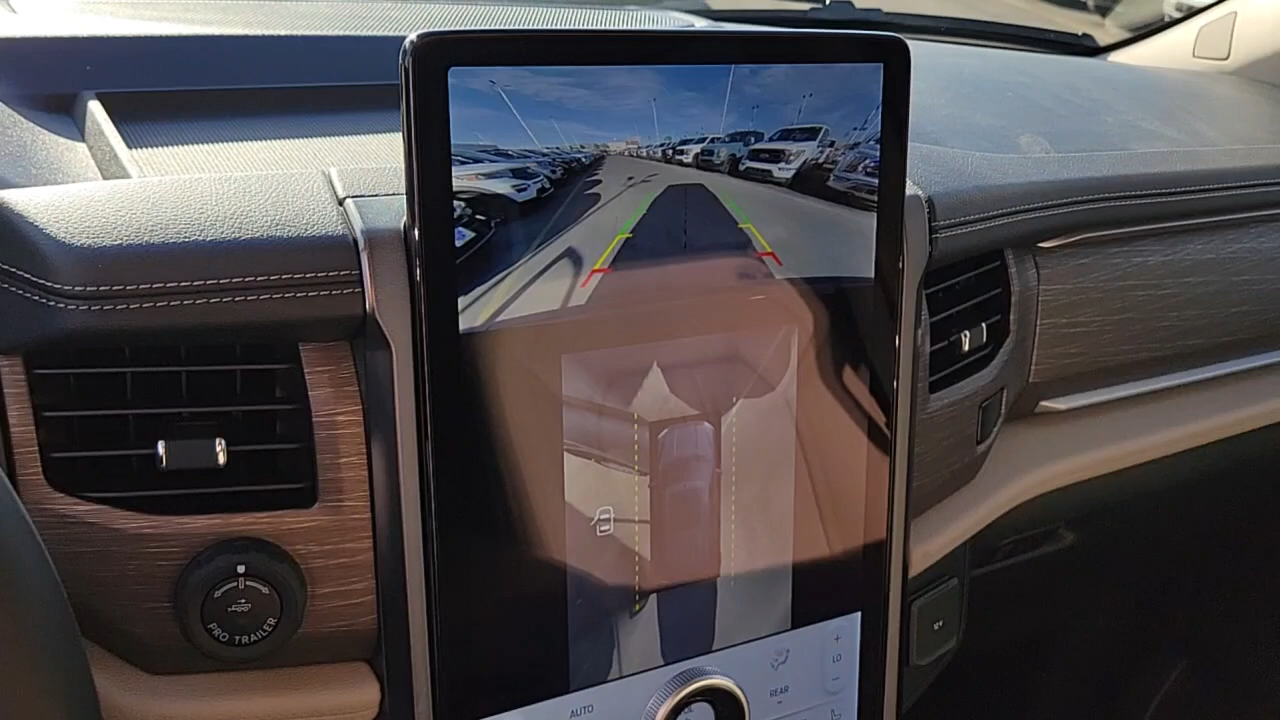 PRO TRAILER
AUTO
REAR
+
LO
-